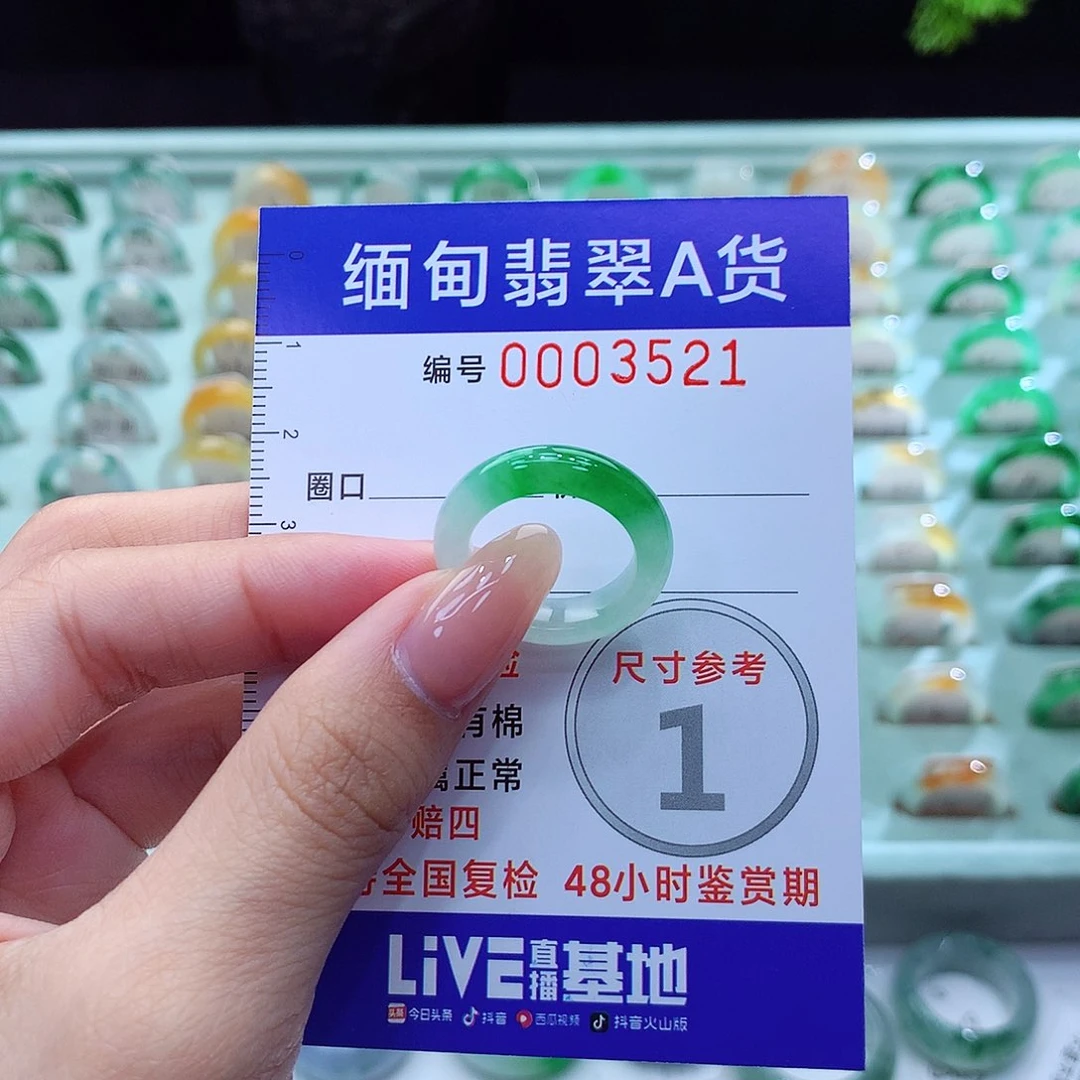 缅甸翡翠A货
编号 0003521
0
1
2
圈口
3
尺寸参考
1
有棉
正常
赔四
全国复检 48小时鉴赏期
LiVE直播基地
头条 今日头条 抖音 西瓜视频 抖音火山版